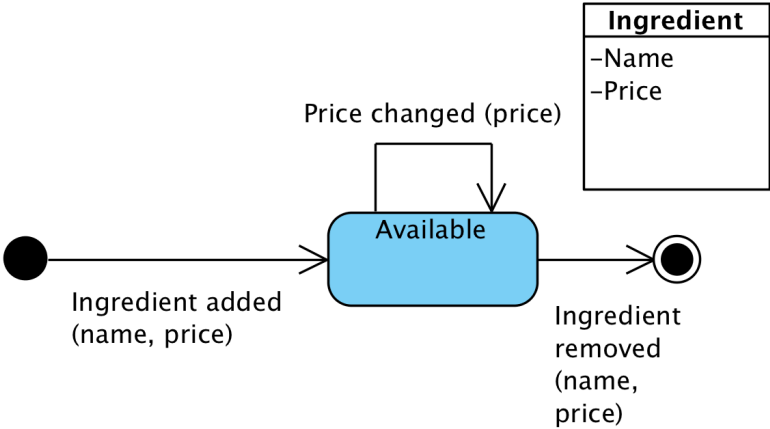 Ingredient
-Name
-Price
Price changed (price)
Available
Ingredient added
(name, price)
Ingredient
removed
(name,
price)